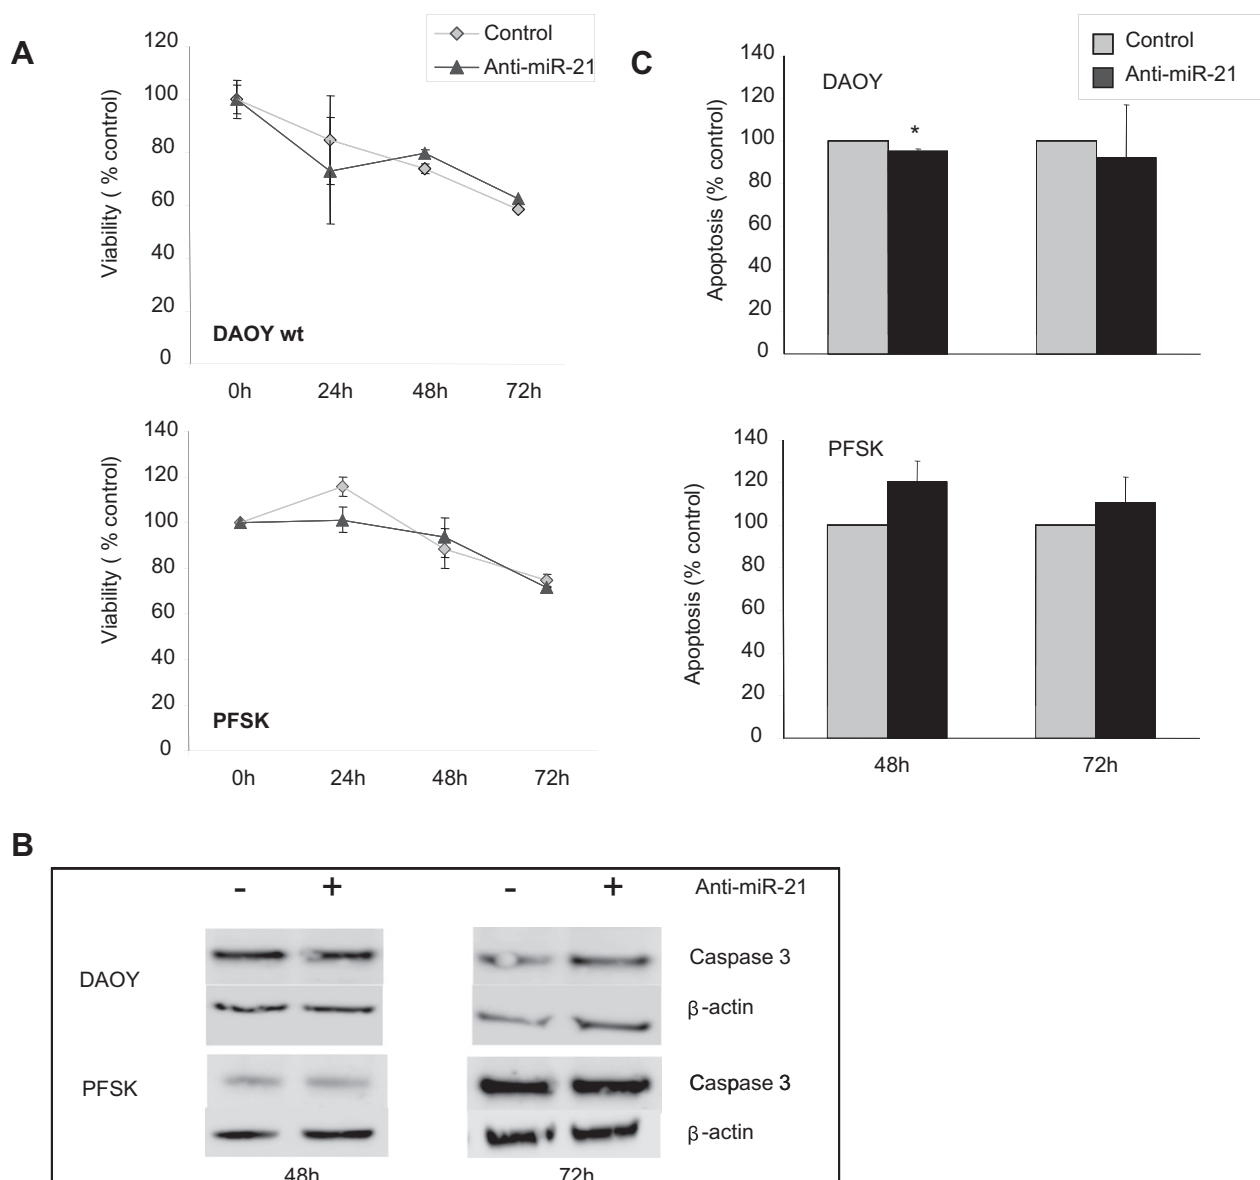 A
Control
Anti-miR-21
Viability ( % control)
120
100
80
60
40
20
0
DAOY wt
0h 24h 48h 72h
Viability ( % control)
140
120
100
80
60
40
20
0
PFSK
0h 24h 48h 72h
C
Control
Anti-miR-21
Apoptosis (% control)
140
120
100
80
60
40
20
0
DAOY
*
Apoptosis (% control)
140
120
100
80
60
40
20
0
PFSK
48h 72h
B
- + - + Anti-miR-21
DAOY
Caspase 3
β-actin
PFSK
Caspase 3
β-actin
48h 72h